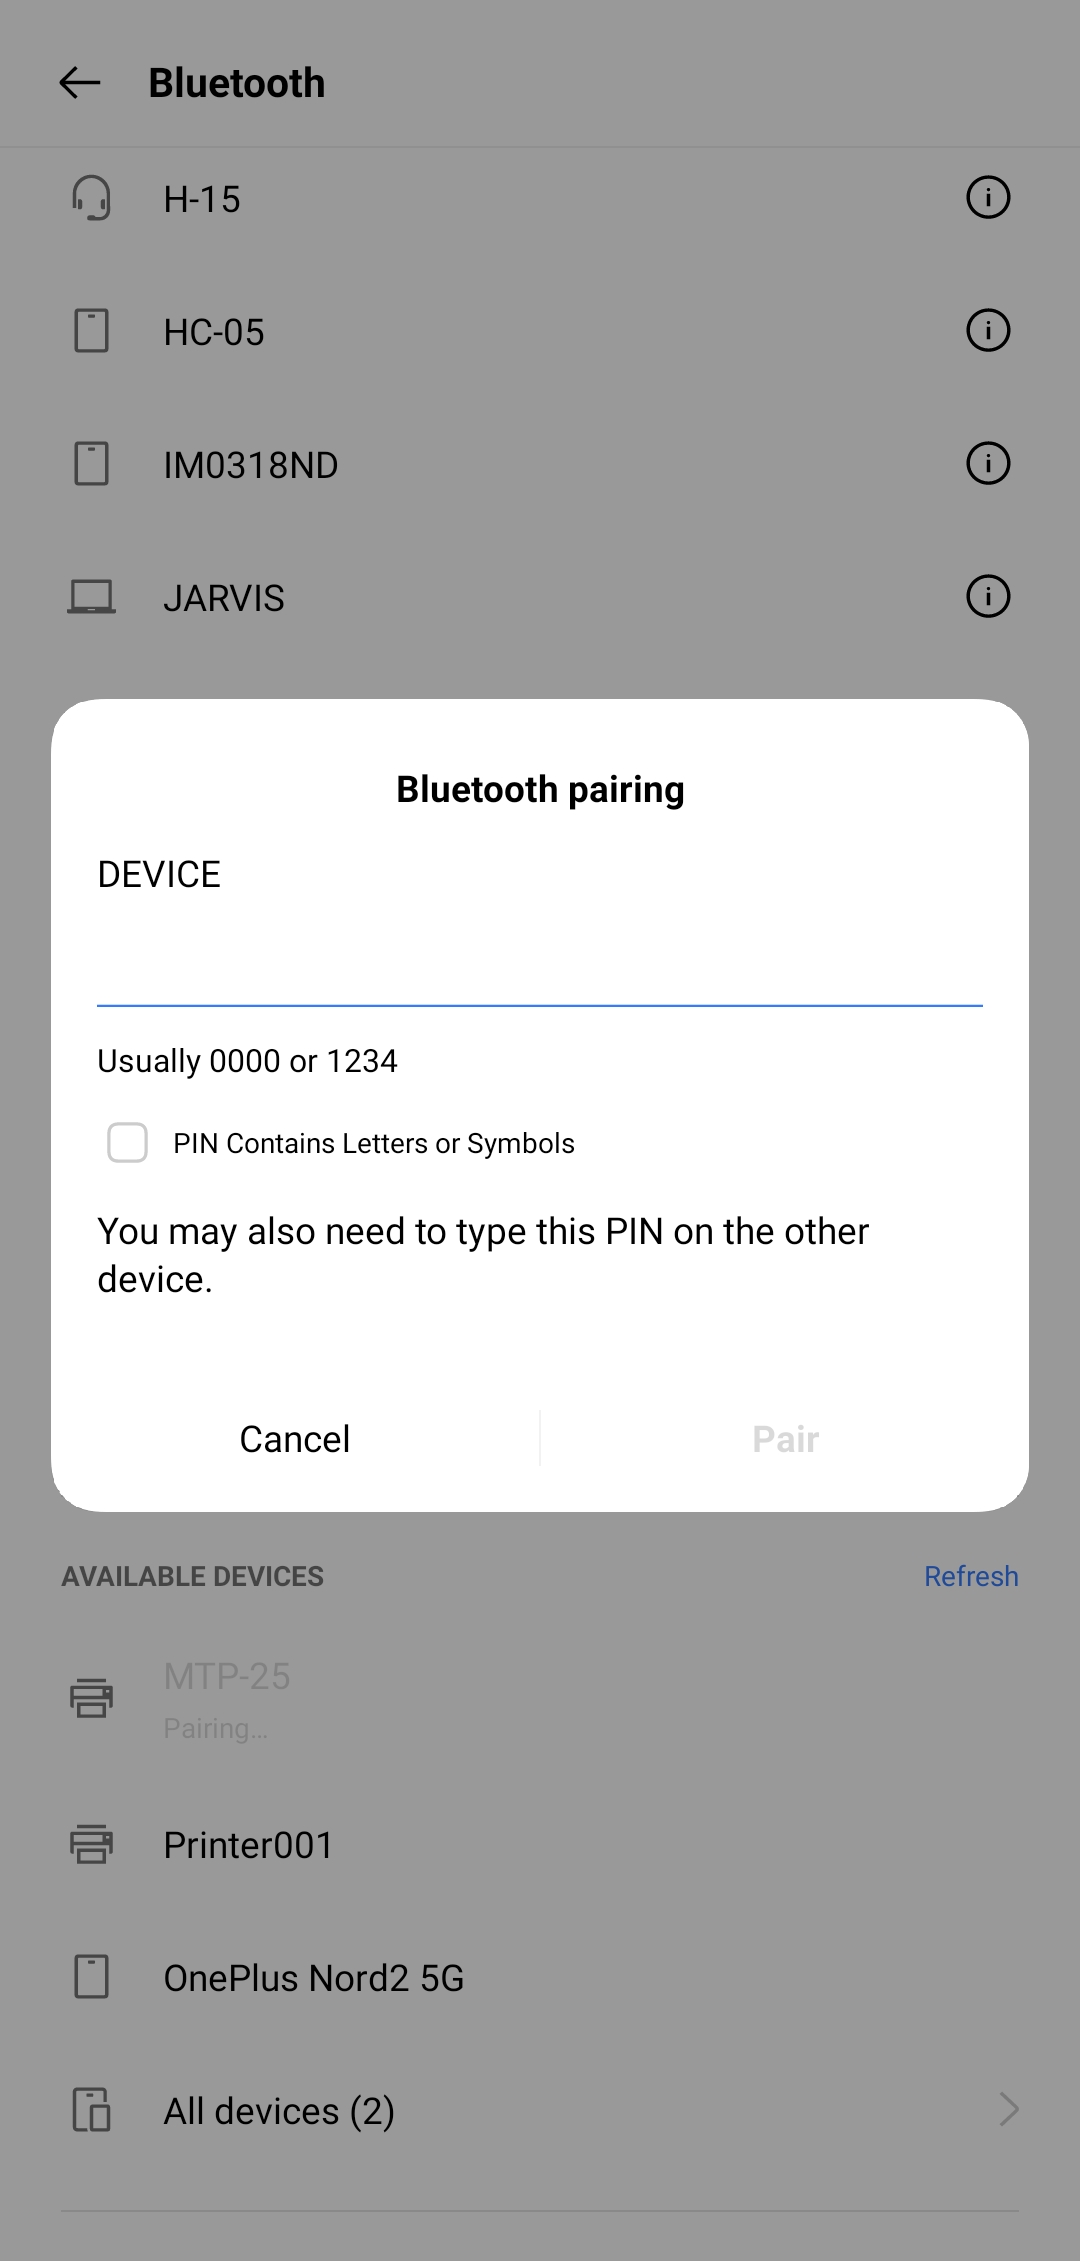 Bluetooth
H-15
HC-05
IM0318ND
JARVIS
Bluetooth pairing
DEVICE
Usually 0000 or 1234
PIN Contains Letters or Symbols
You may also need to type this PIN on the other
device.
Cancel
Pair
AVAILABLE DEVICES
Refresh
MTP-25
Pairing...
Printer001
OnePlus Nord2 5G
All devices (2)